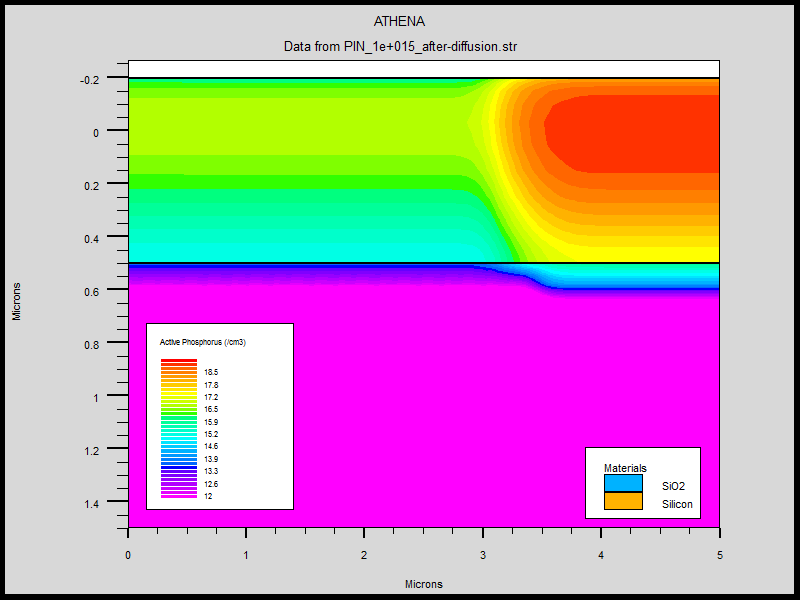 ATHENA
Data from PIN_1e+015_after-diffusion.str
-0.2
0
0.2
0.4
0.6
0.8
1
1.2
1.4
Microns
Active Phosphorus (/cm3)
18.5
17.8
17.2
16.5
15.9
15.2
14.6
13.9
13.3
12.6
12
Materials
SiO2
Silicon
0 1 2 3 4 5
Microns